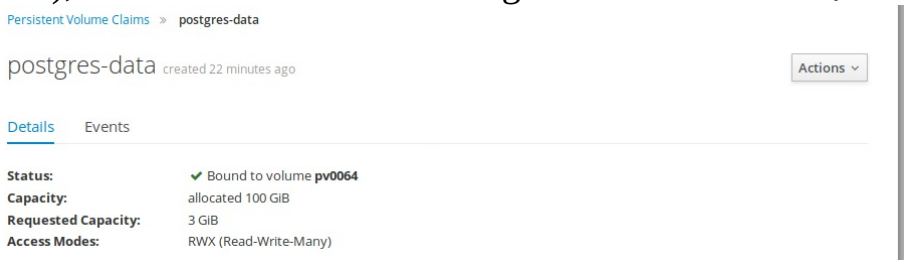 Persistent Volume Claims » postgres-data
postgres-data created 22 minutes ago
Actions
Details Events
Status: ✔ Bound to volume pv0064
Capacity: allocated 100 GiB
Requested Capacity: 3 GiB
Access Modes: RWX (Read-Write-Many)